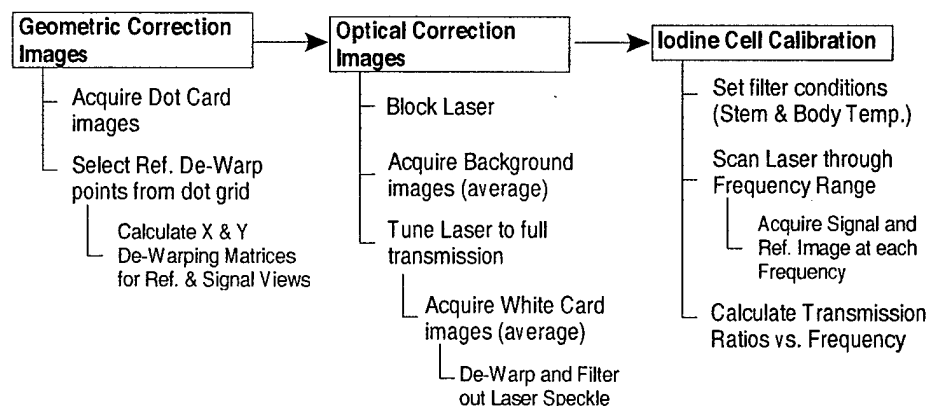 Geometric Correction
Images
Acquire Dot Card
images
Select Ref. De-Warp
points from dot grid
Calculate X & Y
De-Warping Matrices
for Ref. & Signal Views
Optical Correction
Images
Block Laser
Acquire Background
images (average)
Tune Laser to full
transmission
Acquire White Card
images (average)
De-Warp and Filter
out Laser Speckle
Iodine Cell Calibration
Set filter conditions
(Stem & Body Temp.)
Scan Laser through
Frequency Range
Acquire Signal and
Ref. Image at each
Frequency
Calculate Transmission
Ratios vs. Frequency